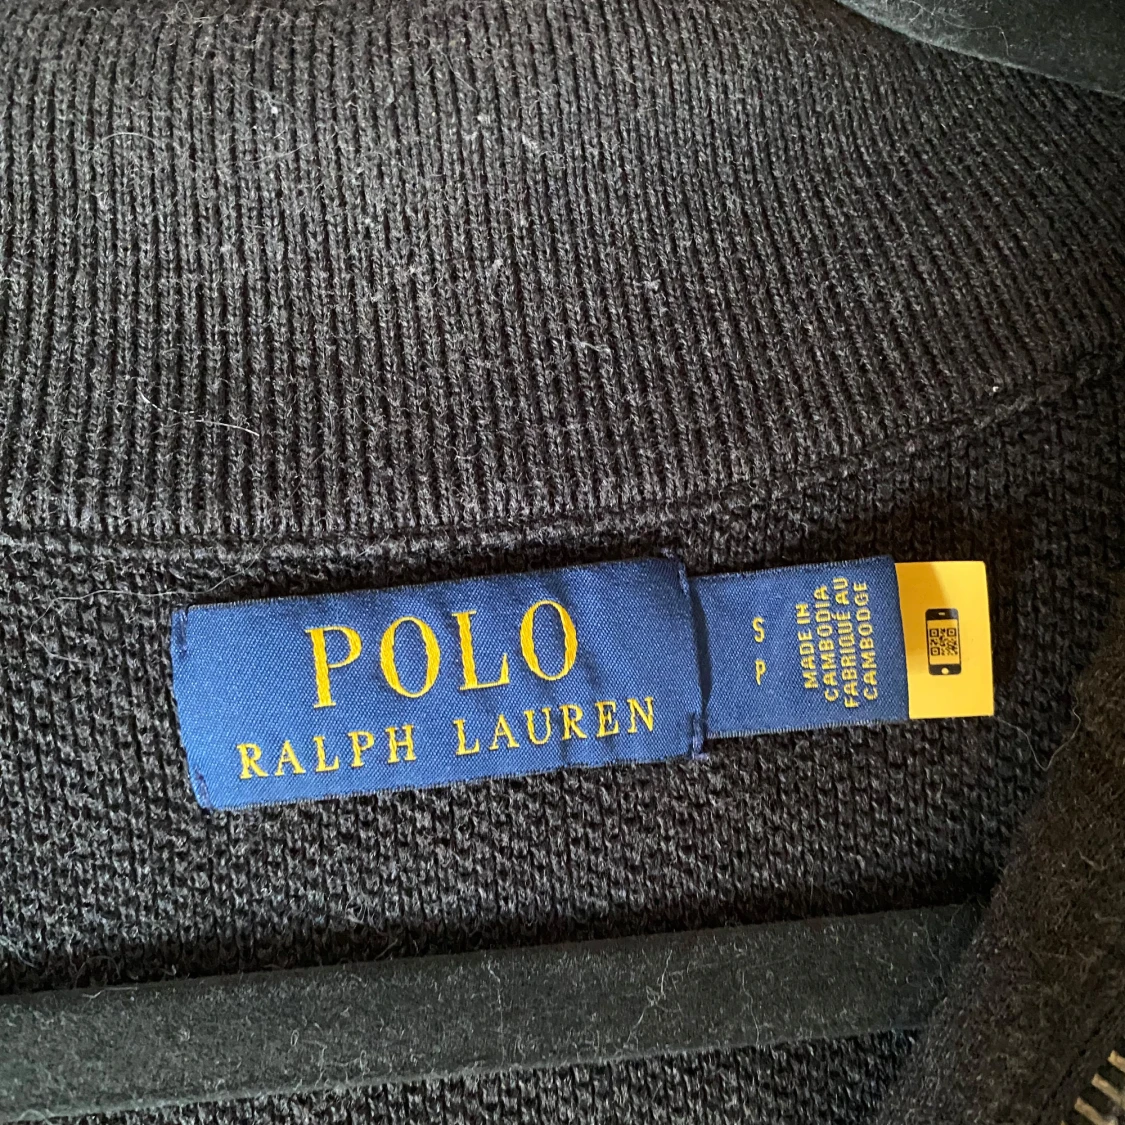 POLO
RALPH LAUREN
S
P
MADE IN
CAMBODIA
FABRIQUÉ AU
CAMBODGE